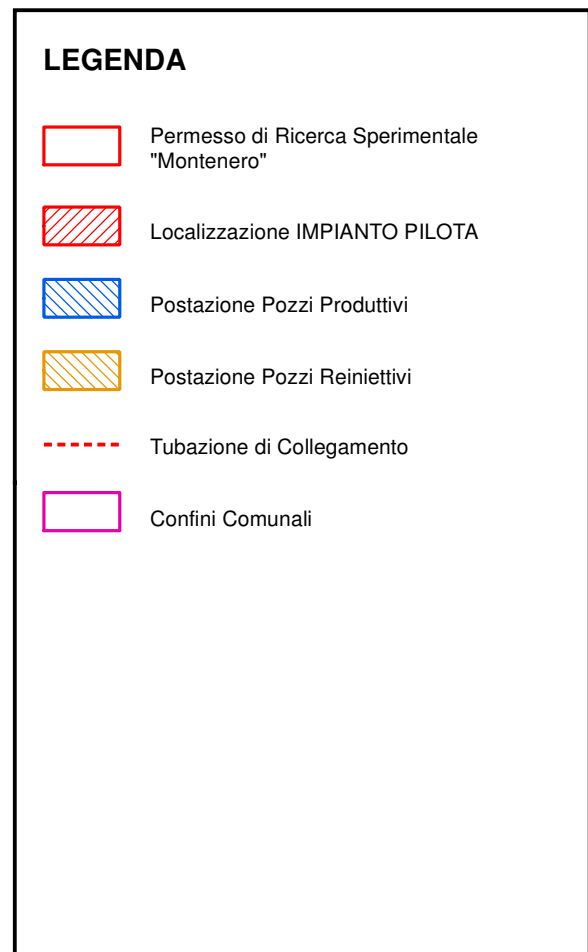 LEGENDA
Permesso di Ricerca Sperimentale
"Montenero"
Localizzazione IMPIANTO PILOTA
Postazione Pozzi Produttivi
Postazione Pozzi Reiniettivi
Tubazione di Collegamento
Confini Comunali